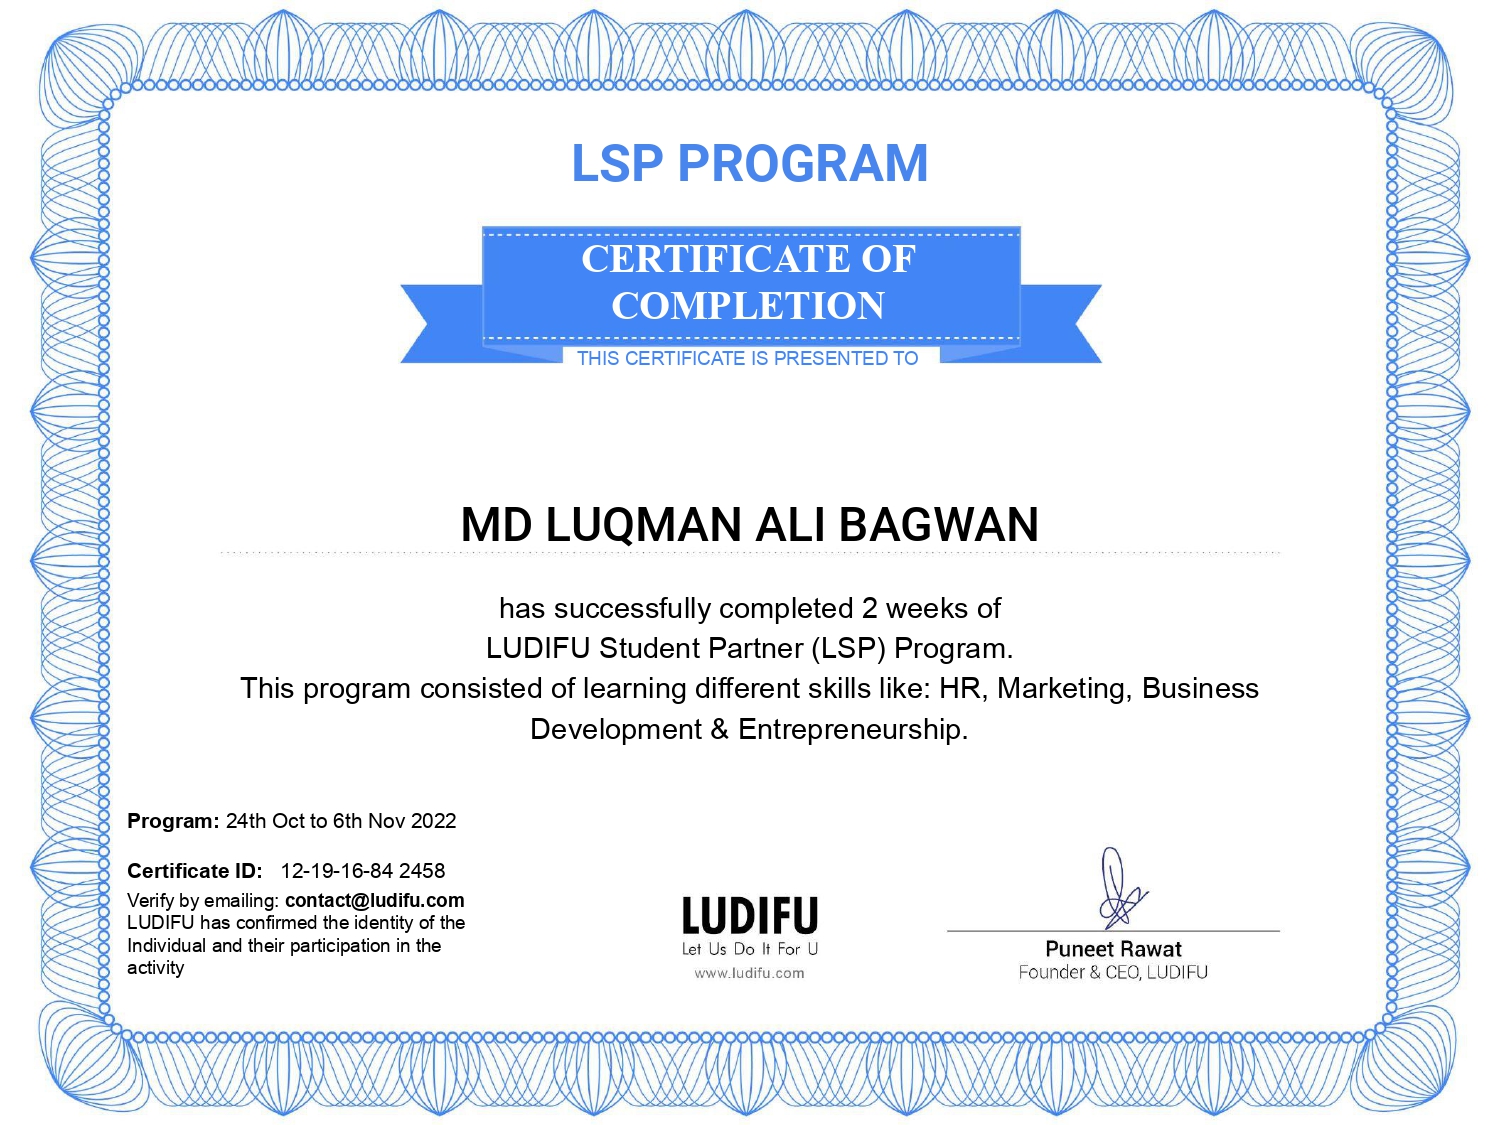 LSP PROGRAM
CERTIFICATE OF
COMPLETION
THIS CERTIFICATE IS PRESENTED TO
MD LUQMAN ALI BAGWAN
has successfully completed 2 weeks of
LUDIFU Student Partner (LSP) Program.
This program consisted of learning different skills like: HR, Marketing, Business
Development & Entrepreneurship.
Program: 24th Oct to 6th Nov 2022
Certificate ID: 12-19-16-84 2458
Verify by emailing: contact@ludifu.com
LUDIFU has confirmed the identity of the
Individual and their participation in the
activity
LUDIFU
Let Us Do It For U
www.ludifu.com
Puneet Rawat
Founder & CEO, LUDIFU